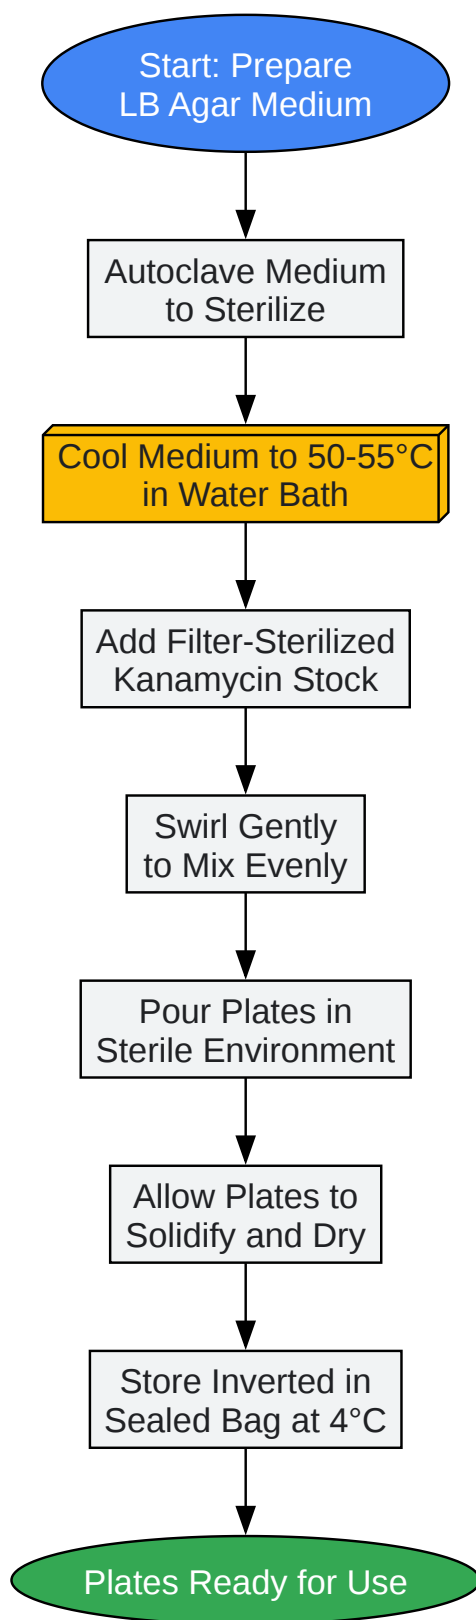 Start: Prepare
LB Agar Medium
Autoclave Medium
to Sterilize
Cool Medium to 50-55°C
in Water Bath
Add Filter-Sterilized
Kanamycin Stock
Swirl Gently
to Mix Evenly
Pour Plates in
Sterile Environment
Allow Plates to
Solidify and Dry
Store Inverted in
Sealed Bag at 4°C
Plates Ready for Use